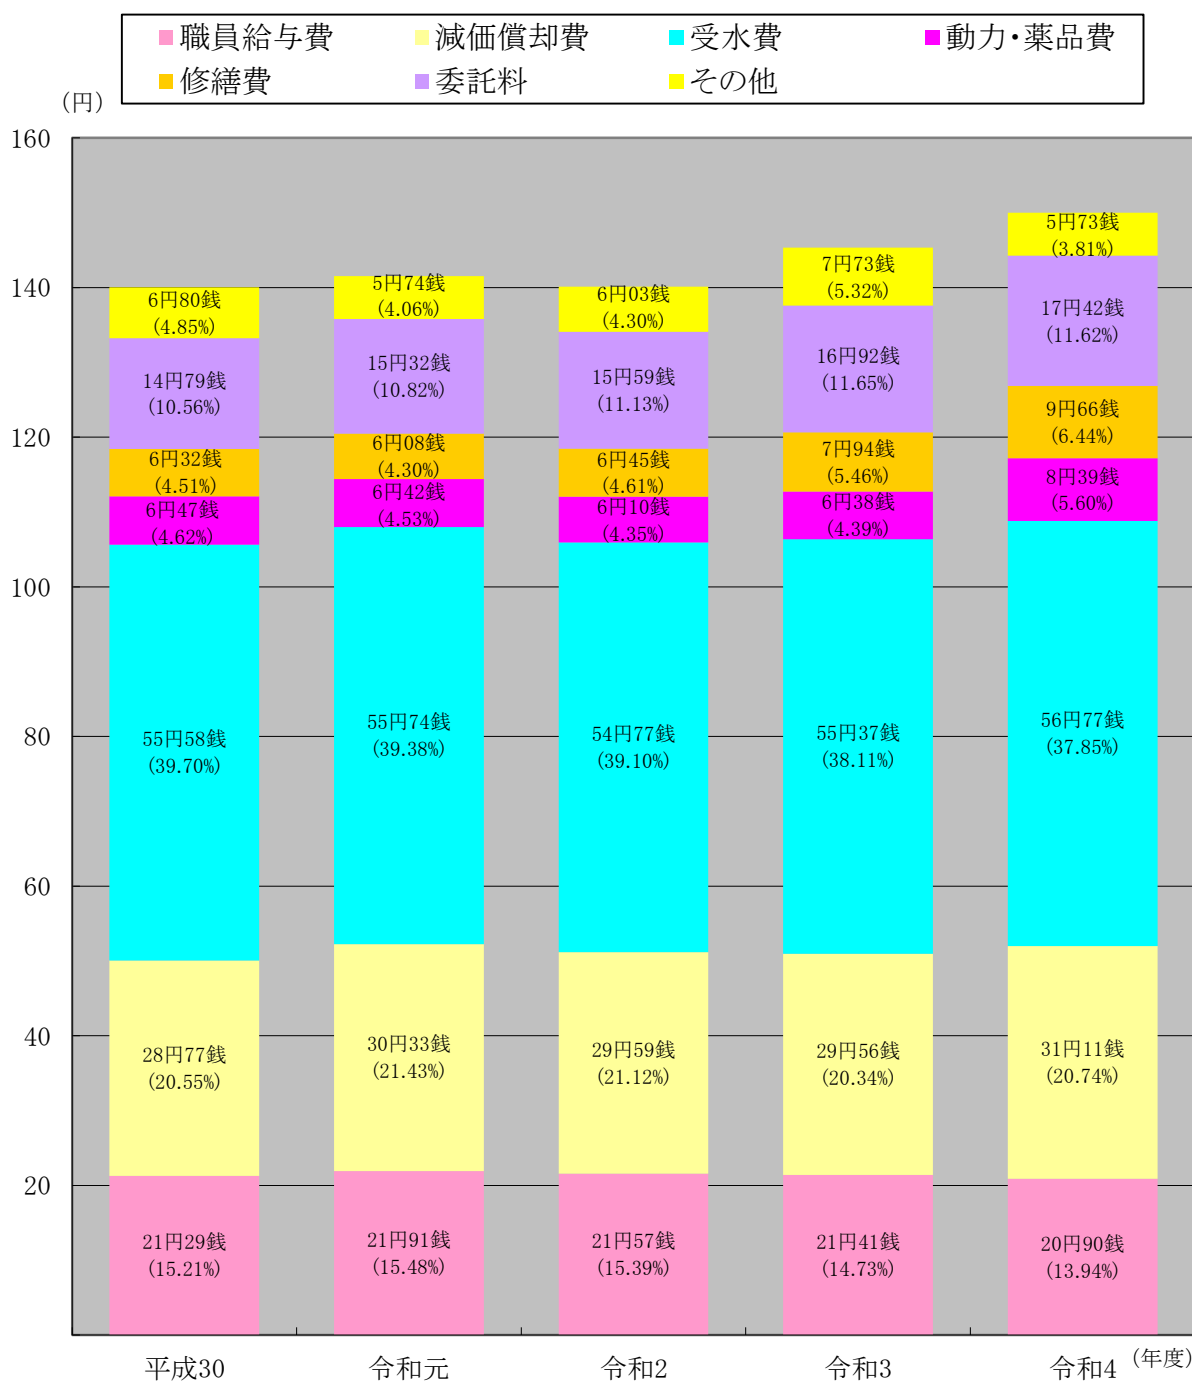 職員給与費 減価償却費 受水費 動力・薬品費
修繕費 委託料 その他
(円)
160
140
120
100
80
60
40
20
6円80銭
(4.85%)
14円79銭
(10.56%)
6円32銭
(4.51%)
6円47銭
(4.62%)
55円58銭
(39.70%)
28円77銭
(20.55%)
21円29銭
(15.21%)
5円74銭
(4.06%)
15円32銭
(10.82%)
6円08銭
(4.30%)
6円42銭
(4.53%)
55円74銭
(39.38%)
30円33銭
(21.43%)
21円91銭
(15.48%)
6円03銭
(4.30%)
15円59銭
(11.13%)
6円45銭
(4.61%)
6円10銭
(4.35%)
54円77銭
(39.10%)
29円59銭
(21.12%)
21円57銭
(15.39%)
7円73銭
(5.32%)
16円92銭
(11.65%)
7円94銭
(5.46%)
6円38銭
(4.39%)
55円37銭
(38.11%)
29円56銭
(20.34%)
21円41銭
(14.73%)
5円73銭
(3.81%)
17円42銭
(11.62%)
9円66銭
(6.44%)
8円39銭
(5.60%)
56円77銭
(37.85%)
31円11銭
(20.74%)
20円90銭
(13.94%)
平成30 令和元 令和2 令和3 令和4 (年度)